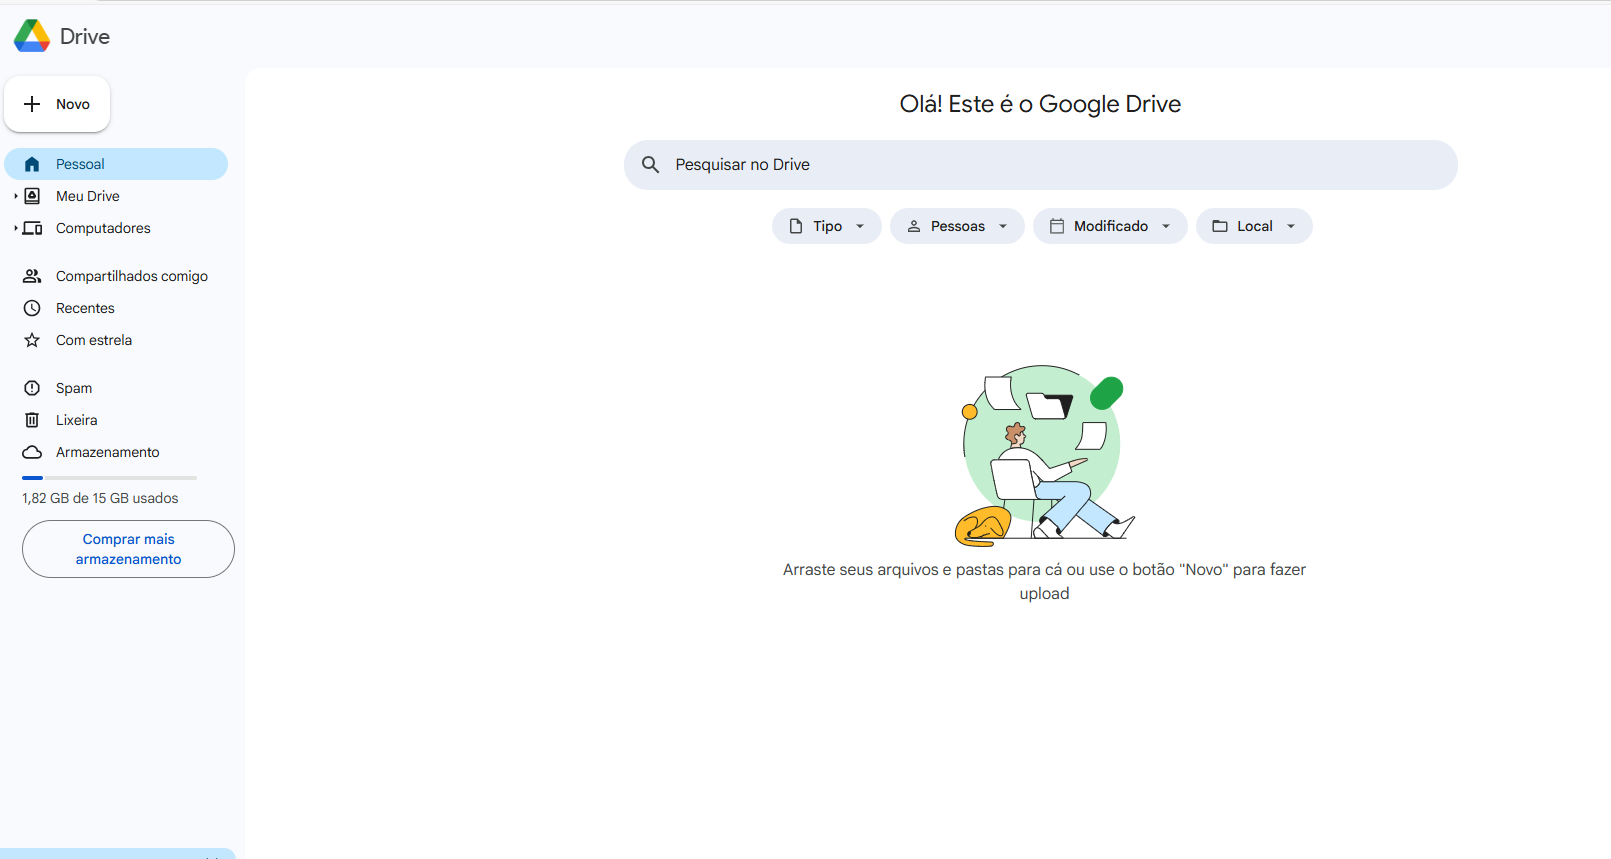 Drive
Novo
Pessoal
Meu Drive
Computadores
Compartilhados comigo
Recentes
Com estrela
Spam
Lixeira
Armazenamento
1,82 GB de 15 GB usados
Comprar mais
armazenamento
Olá! Este é o Google Drive
Pesquisar no Drive
Tipo
Pessoas
Modificado
Local
Arraste seus arquivos e pastas para cá ou use o botão "Novo" para fazer
upload